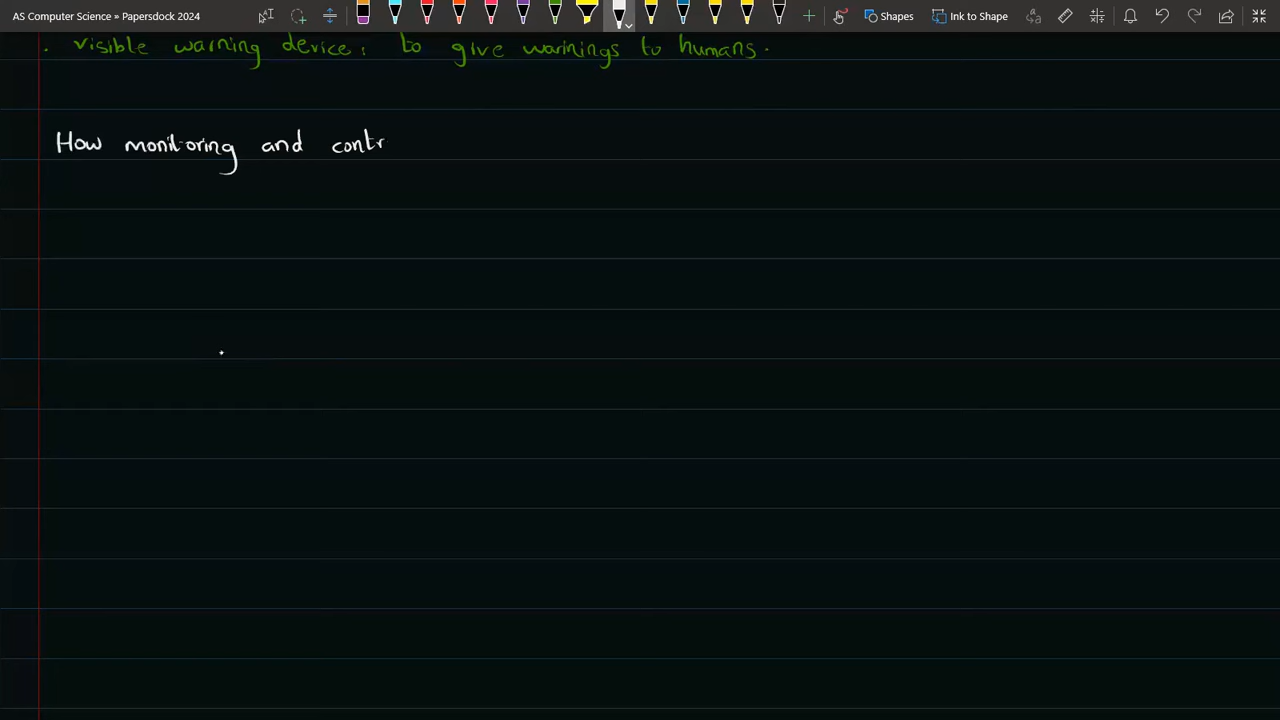 AS Computer Science » Papersdock 2024
Shapes
Ink to Shape
. visible warning device: to give warnings to humans.
How monitoring and contr